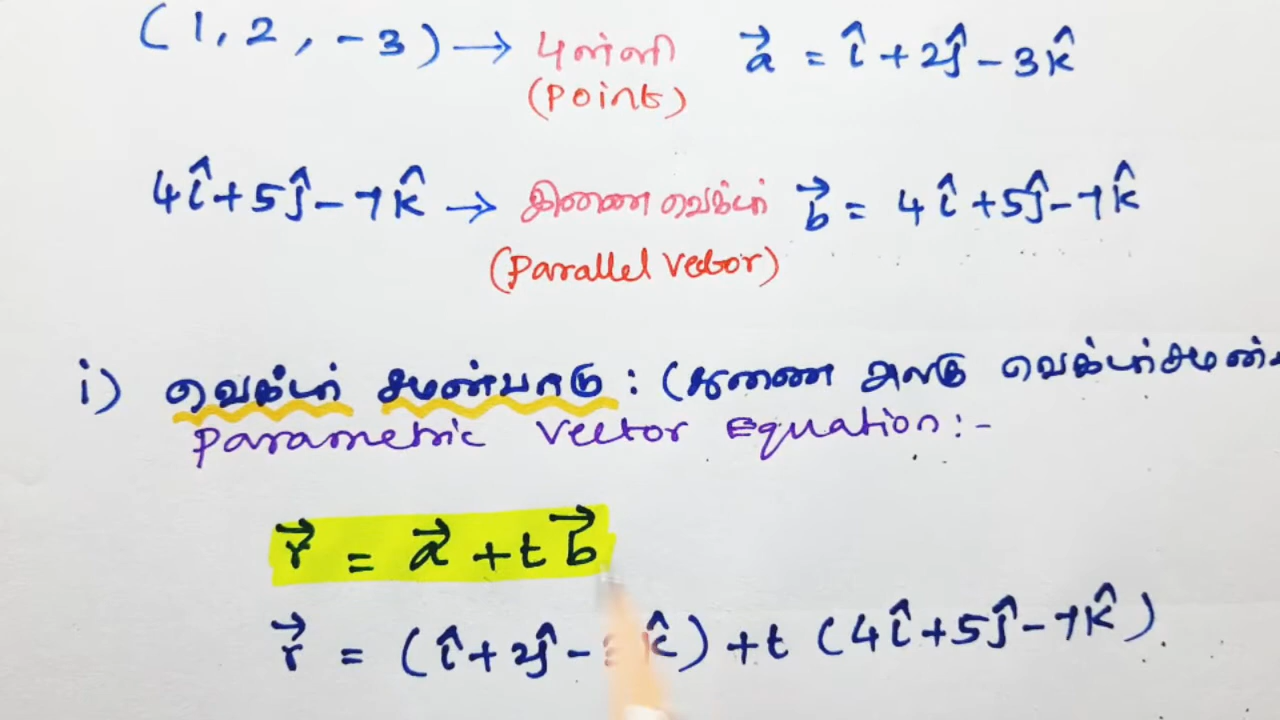 (1, 2, -3) → புள்ளி a⃗ = î + 2ĵ - 3k̂
(Point)
4î + 5ĵ - 7k̂ → இணை வெக்டர் b⃗ = 4î + 5ĵ - 7k̂
(Parallel Vector)
i) வெக்டர் சமன்பாடு : (துணை அலகு வெக்டர் சமன்
Parametric Vector Equation:-
r⃗ = a⃗ + t b⃗
r⃗ = (î + 2ĵ - k̂) + t (4î + 5ĵ - 7k̂)